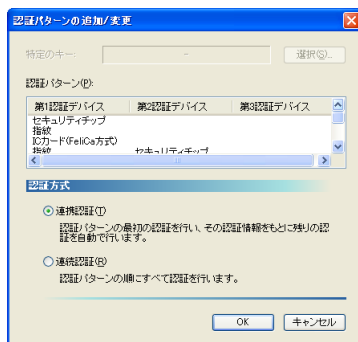 認証パターンの追加/変更
特定のキー: - 選択(S)...
認証パターン(P):
第1認証デバイス 第2認証デバイス 第3認証デバイス
セキュリティチップ
指紋
ICカード(FeliCa方式)
指紋 セキュリティチップ
認証方式
連携認証(T)
認証パターンの最初の認証を行い、その認証情報をもとに残りの認
証を自動で行います。
連続認証(R)
認証パターンの順にすべて認証を行います。
OK キャンセル